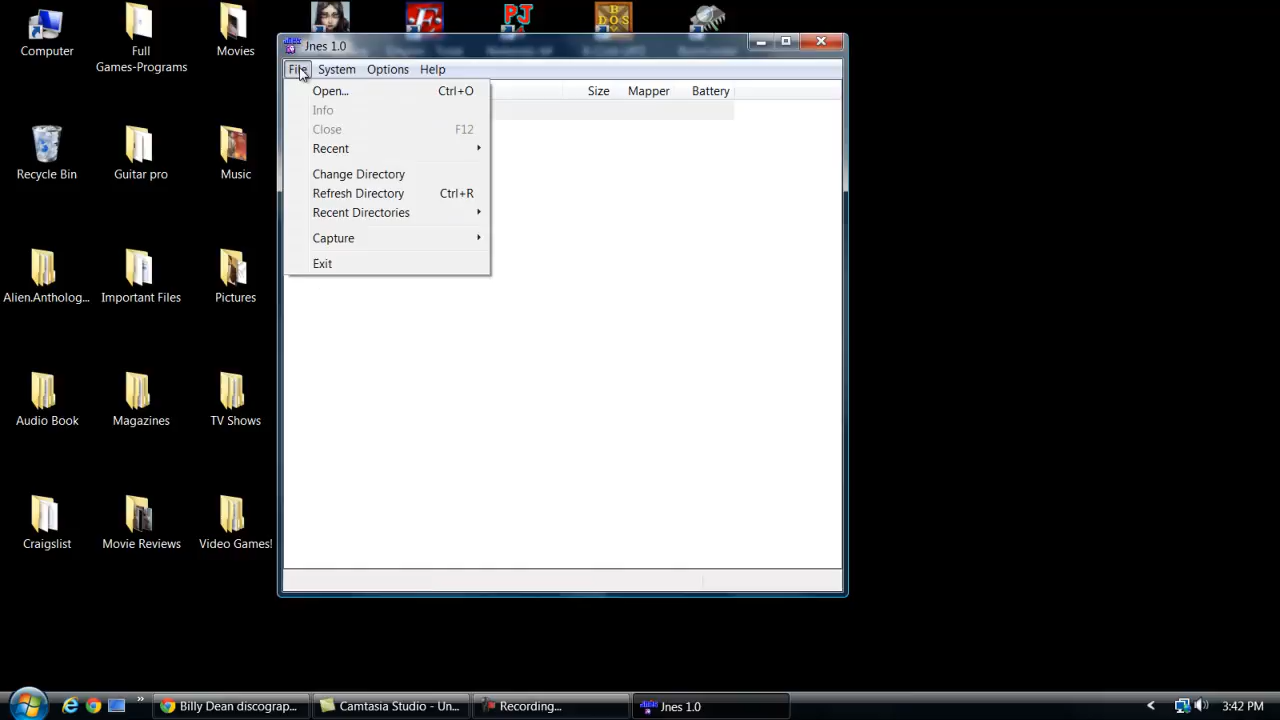 Computer
Full
Games-Programs
Movies
PJ
DOS
Jnes 1.0
File System Options Help
Size Mapper Battery
Open... Ctrl+O
Info
Close F12
Recent
Change Directory
Refresh Directory Ctrl+R
Recent Directories
Capture
Exit
Recycle Bin
Guitar pro
Music
Alien.Antholog...
Important Files
Pictures
Audio Book
Magazines
TV Shows
Craigslist
Movie Reviews
Video Games!
Billy Dean discograp...
Camtasia Studio - Un...
Recording...
Jnes 1.0
3:42 PM